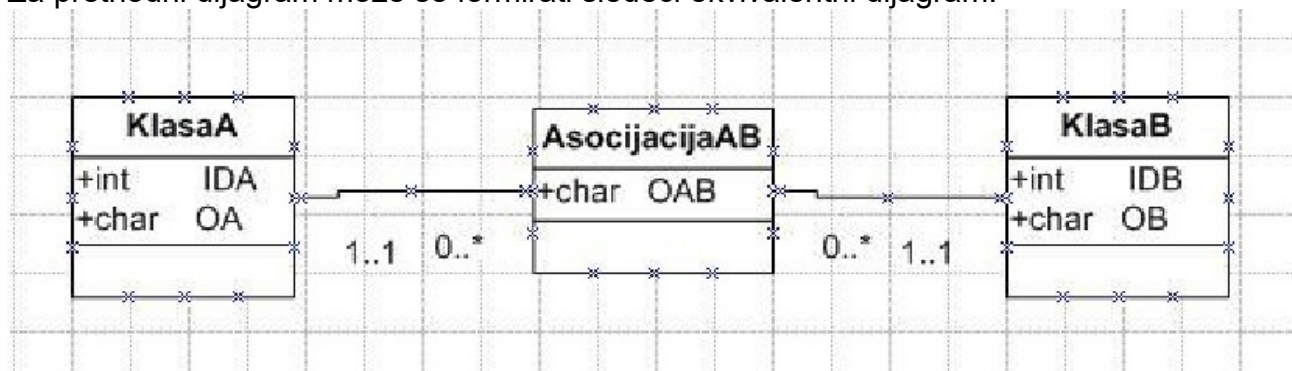 Za prethodni dijagram može se formirati sledeći ekvivalentni dijagram:
KlasaA
+int IDA
+char OA
1..1 0..*
AsocijacijaAB
+char OAB
0..* 1..1
KlasaB
+int IDB
+char OB